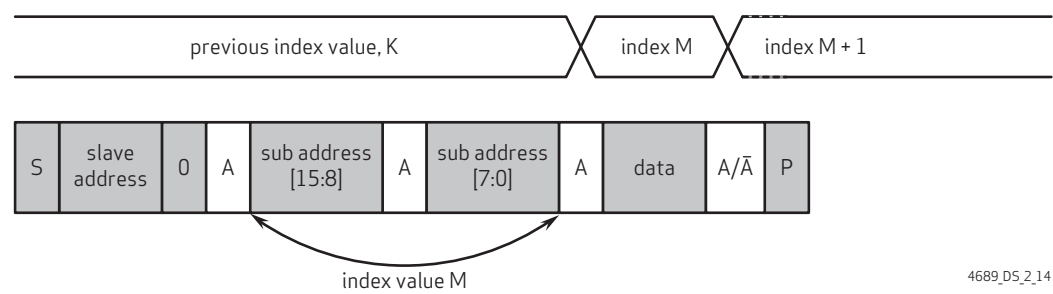 previous index value, K
index M
index M + 1
S
slave
address
0
A
sub address
[15:8]
A
sub address
[7:0]
A
data
A/Ā
P
index value M
4689_DS_2_14